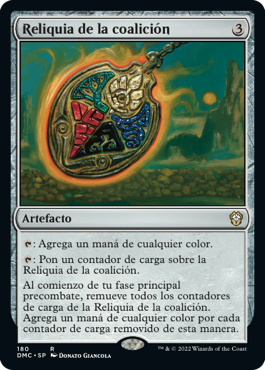 Reliquia de la coalición 3
Artefacto
: Agrega un maná de cualquier color.
: Pon un contador de carga sobre la
Reliquia de la coalición.
Al comienzo de tu fase principal
precombate, remueve todos los contadores
de carga de la Reliquia de la coalición.
Agrega un maná de cualquier color por cada
contador de carga removido de esta manera.
180 R
DMC • SP Donato Giancola
™ & © 2022 Wizards of the Coast